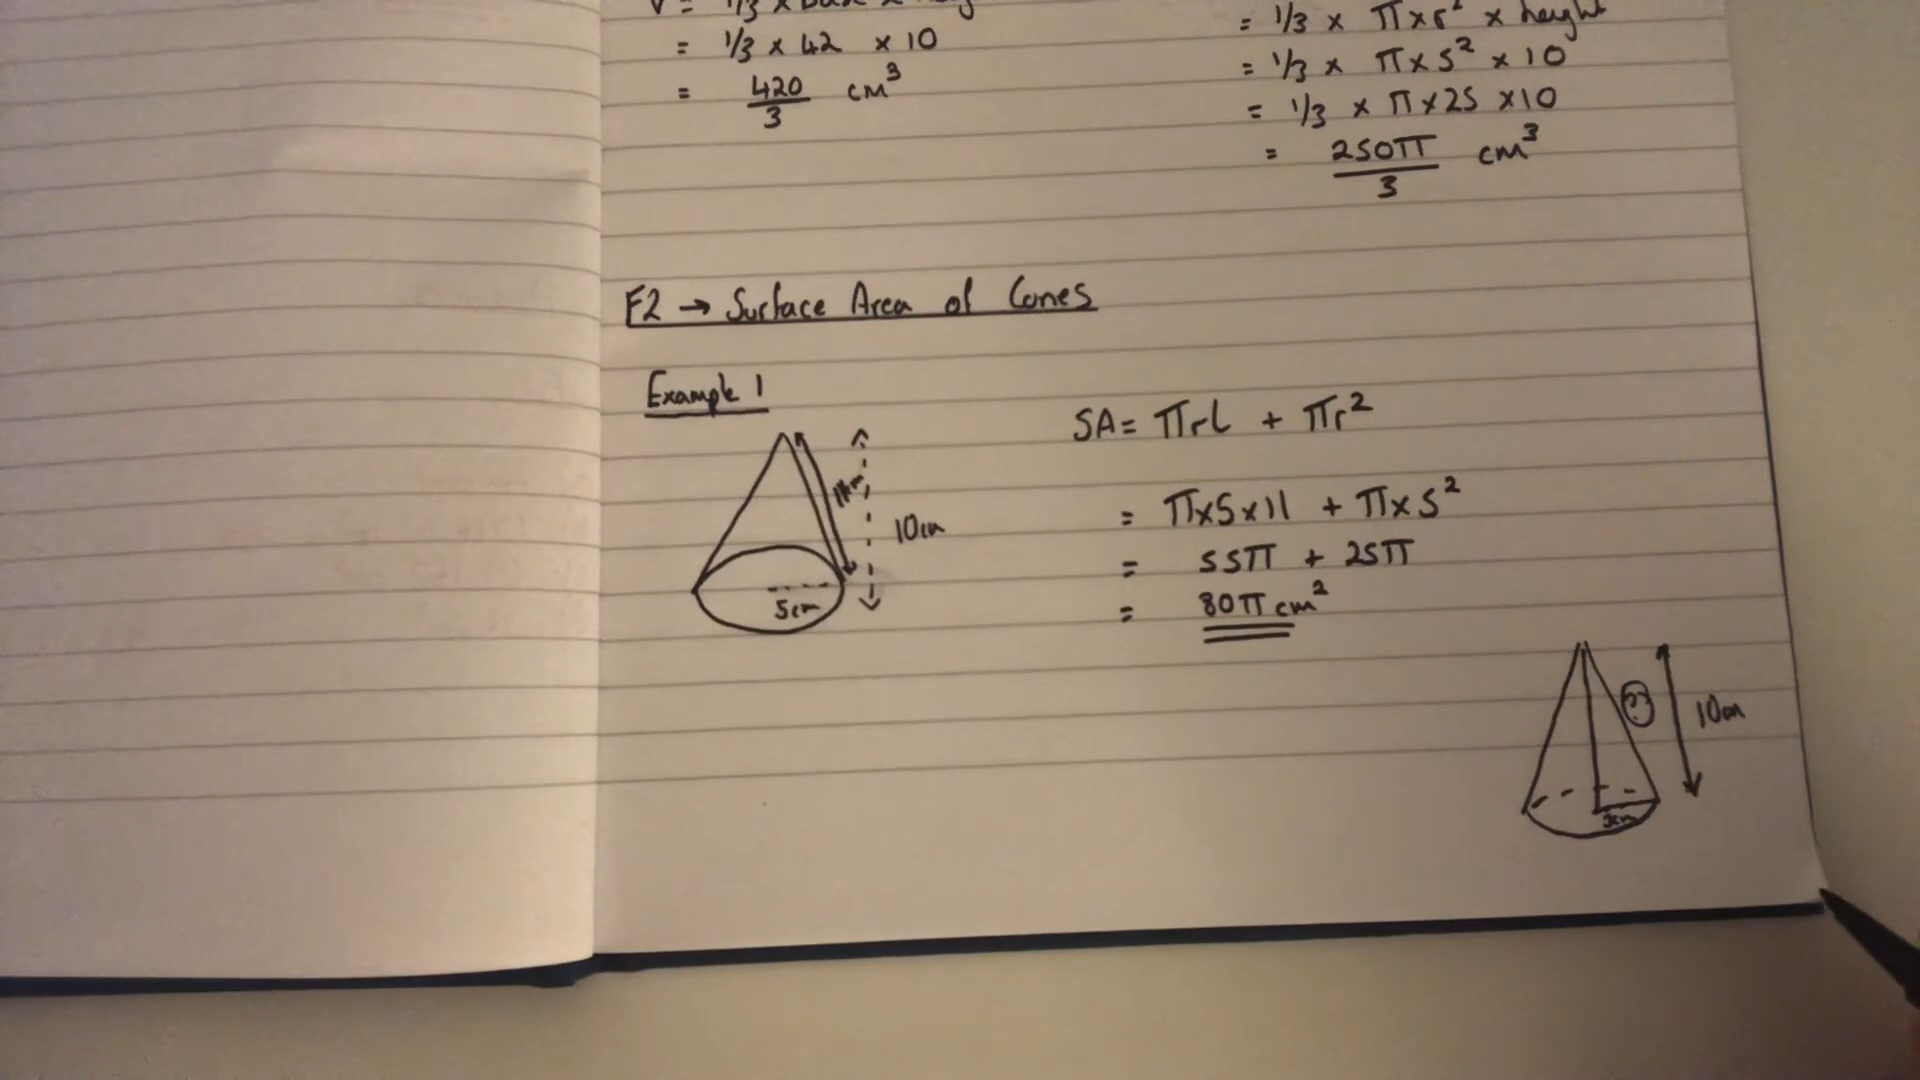 = 1/3 × 42 × 10
= 420/3 cm³
= 1/3 × π×r² × height
= 1/3 × π×5² × 10
= 1/3 × π×25 ×10
= 250π/3 cm³
F2 → Surface Area of Cones
Example 1
10cm
5cm
SA = πrl + πr²
= π×5×11 + π×5²
= 55π + 25π
= 80π cm²
10cm